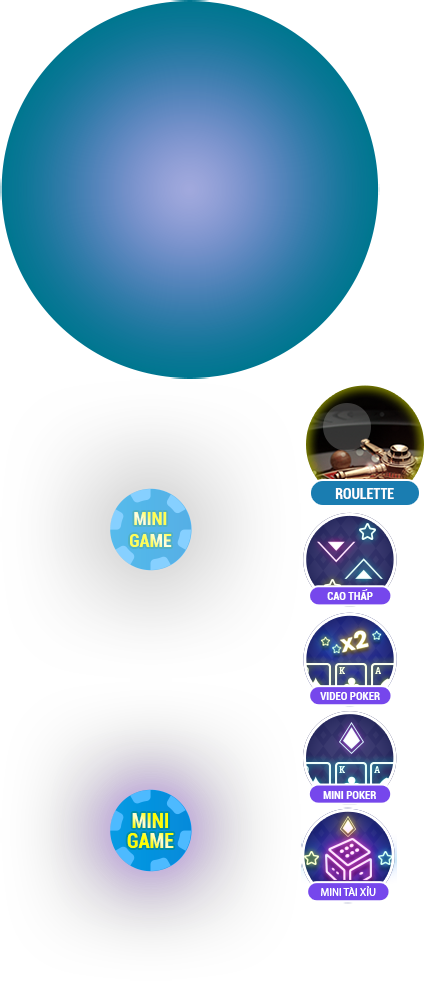 MINI
GAME
ROULETTE
CAO THẤP
x2
K
A
VIDEO POKER
K
A
MINI POKER
MINI
GAME
MINI TÀI XỈU